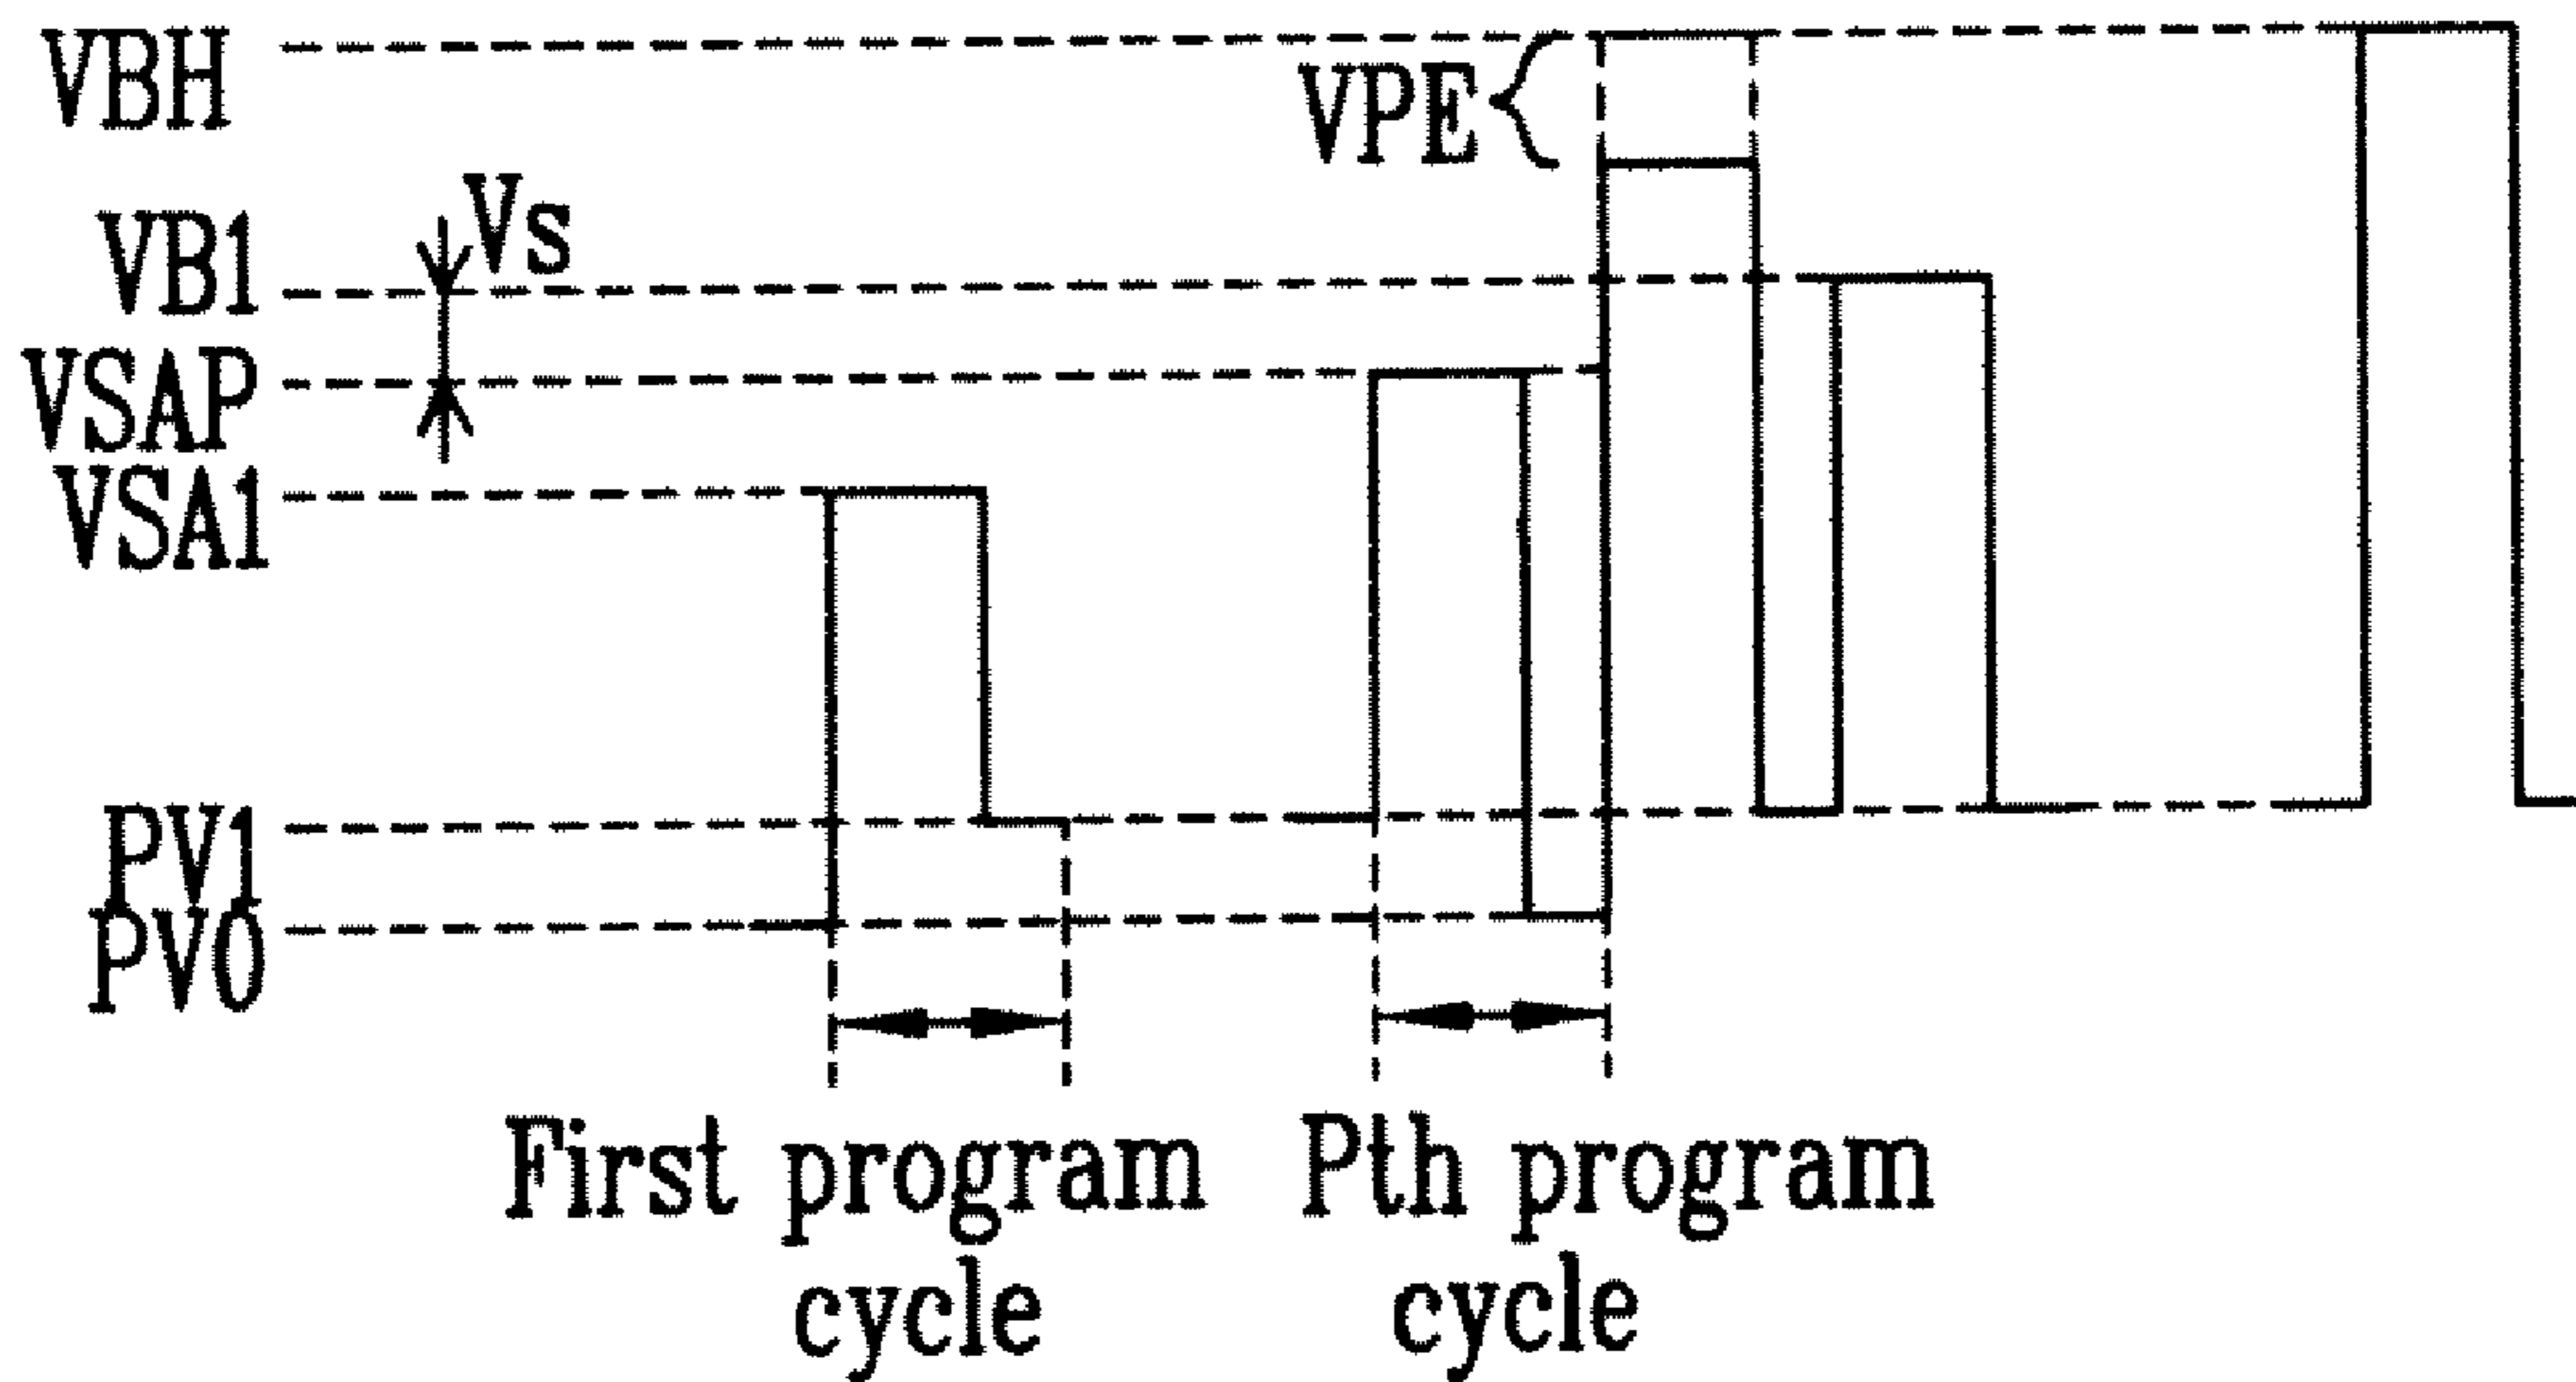 VBH
VPE
Vs
VB1
VSAP
VSA1
PV1
PV0
First program
cycle
Pth program
cycle